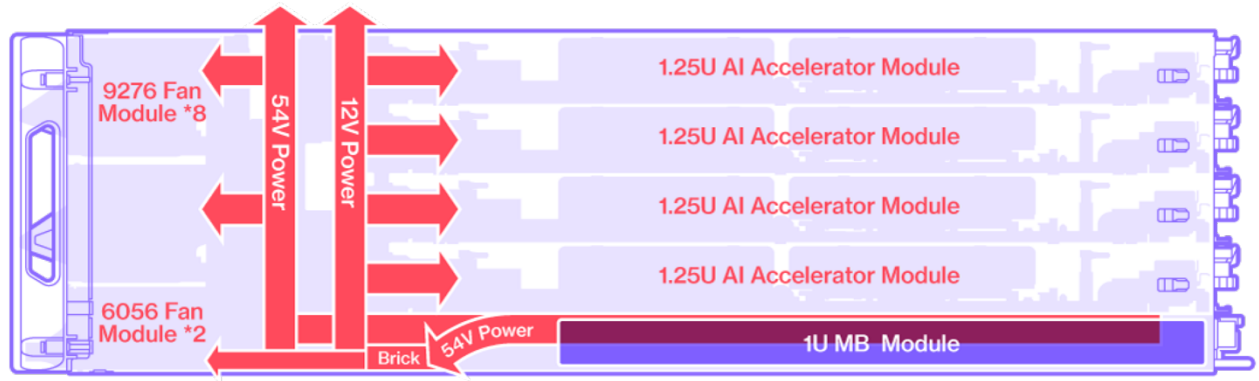 9276 Fan
Module *8
54V Power
12V Power
1.25U AI Accelerator Module
1.25U AI Accelerator Module
1.25U AI Accelerator Module
1.25U AI Accelerator Module
6056 Fan
Module *2
Brick
54V Power
1U MB Module